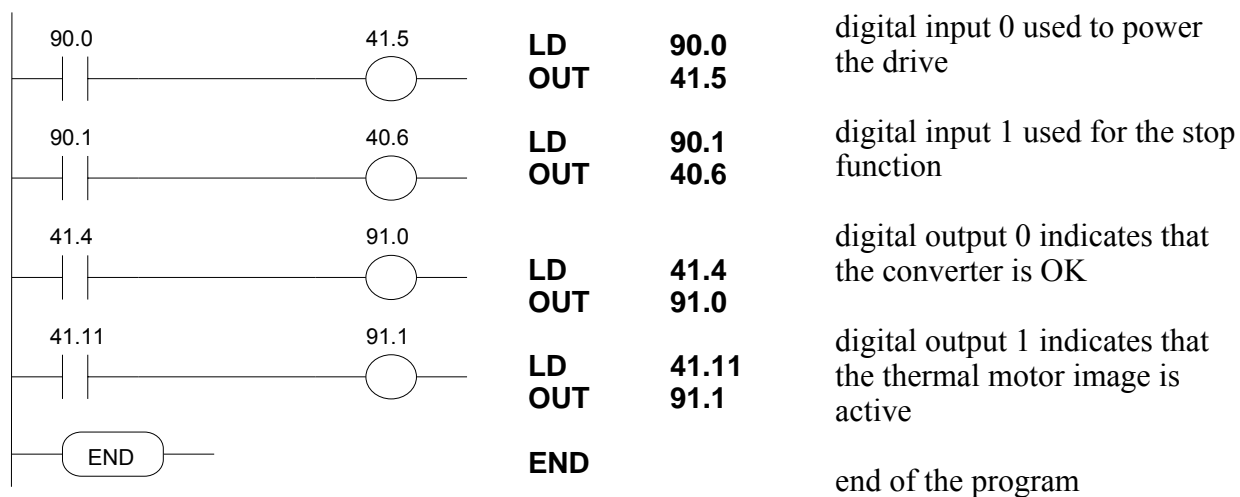 90.0 41.5 LD 90.0 digital input 0 used to power
OUT 41.5 the drive
90.1 40.6 LD 90.1 digital input 1 used for the stop
OUT 40.6 function
41.4 91.0 digital output 0 indicates that
LD 41.4 the converter is OK
OUT 91.0
41.11 91.1 digital output 1 indicates that
LD 41.11 the thermal motor image is
OUT 91.1 active
END END
end of the program